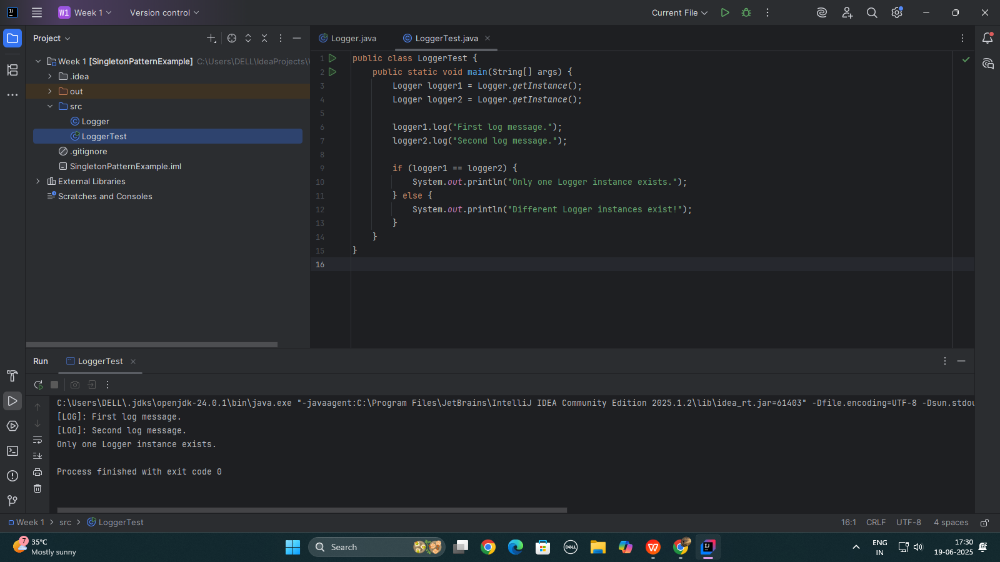 W1 Week 1 Version control Current File
Project
Logger.java LoggerTest.java
Week 1 [SingletonPatternExample] C:\Users\DELL\IdeaProjects\
.idea
out
src
Logger
LoggerTest
.gitignore
SingletonPatternExample.iml
External Libraries
Scratches and Consoles
1 public class LoggerTest {
2 public static void main(String[] args) {
3 Logger logger1 = Logger.getInstance();
4 Logger logger2 = Logger.getInstance();
5
6 logger1.log("First log message.");
7 logger2.log("Second log message.");
8
9 if (logger1 == logger2) {
10 System.out.println("Only one Logger instance exists.");
11 } else {
12 System.out.println("Different Logger instances exist!");
13 }
14 }
15 }
16
Run LoggerTest
C:\Users\DELL\.jdks\openjdk-24.0.1\bin\java.exe "-javaagent:C:\Program Files\JetBrains\IntelliJ IDEA Community Edition 2025.1.2\lib\idea_rt.jar=61403" -Dfile.encoding=UTF-8 -Dsun.stdou
[LOG]: First log message.
[LOG]: Second log message.
Only one Logger instance exists.
Process finished with exit code 0
Week 1 > src > LoggerTest 16:1 CRLF UTF-8 4 spaces
7 35°C
Mostly sunny
Search
DELL
ENG
IN
17:30
19-06-2025